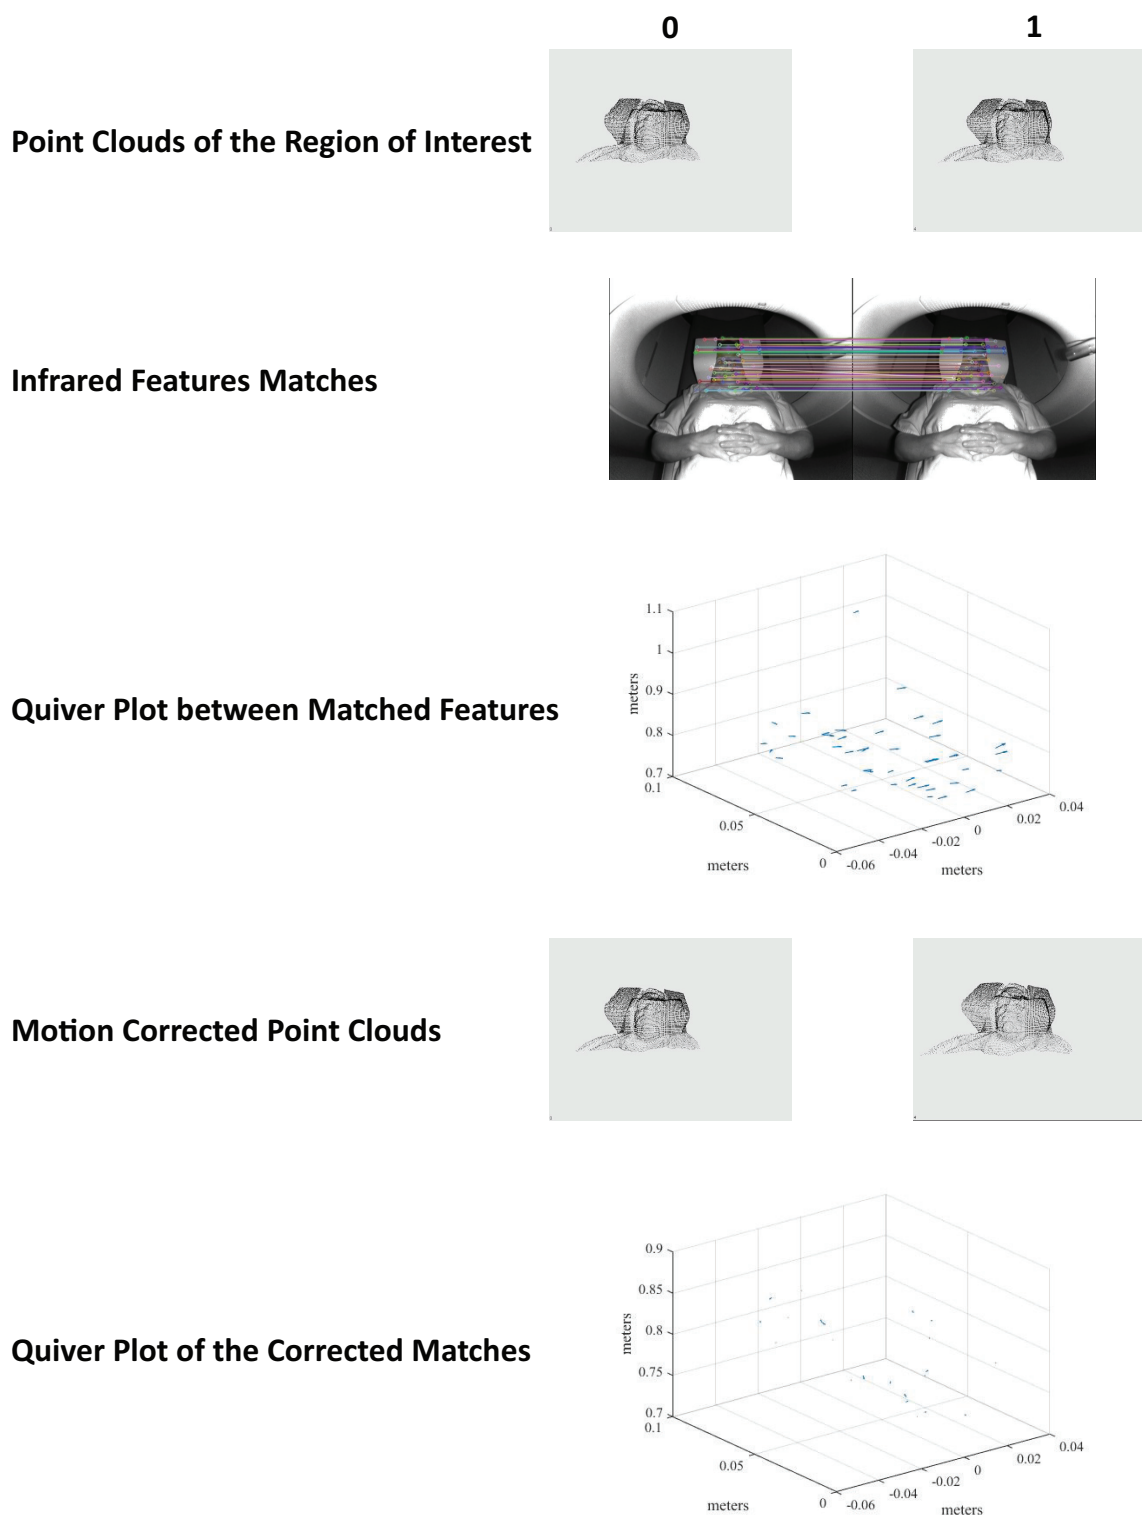 0 1
Point Clouds of the Region of Interest
Infrared Features Matches
Quiver Plot between Matched Features
1.1
1
0.9
0.8
0.7
meters
0.1
0.05
0
meters
-0.06
-0.04
-0.02
0
0.02
0.04
meters
Motion Corrected Point Clouds
Quiver Plot of the Corrected Matches
0.9
0.85
0.8
0.75
0.7
meters
0.1
0.05
0
meters
-0.06
-0.04
-0.02
0
0.02
0.04
meters